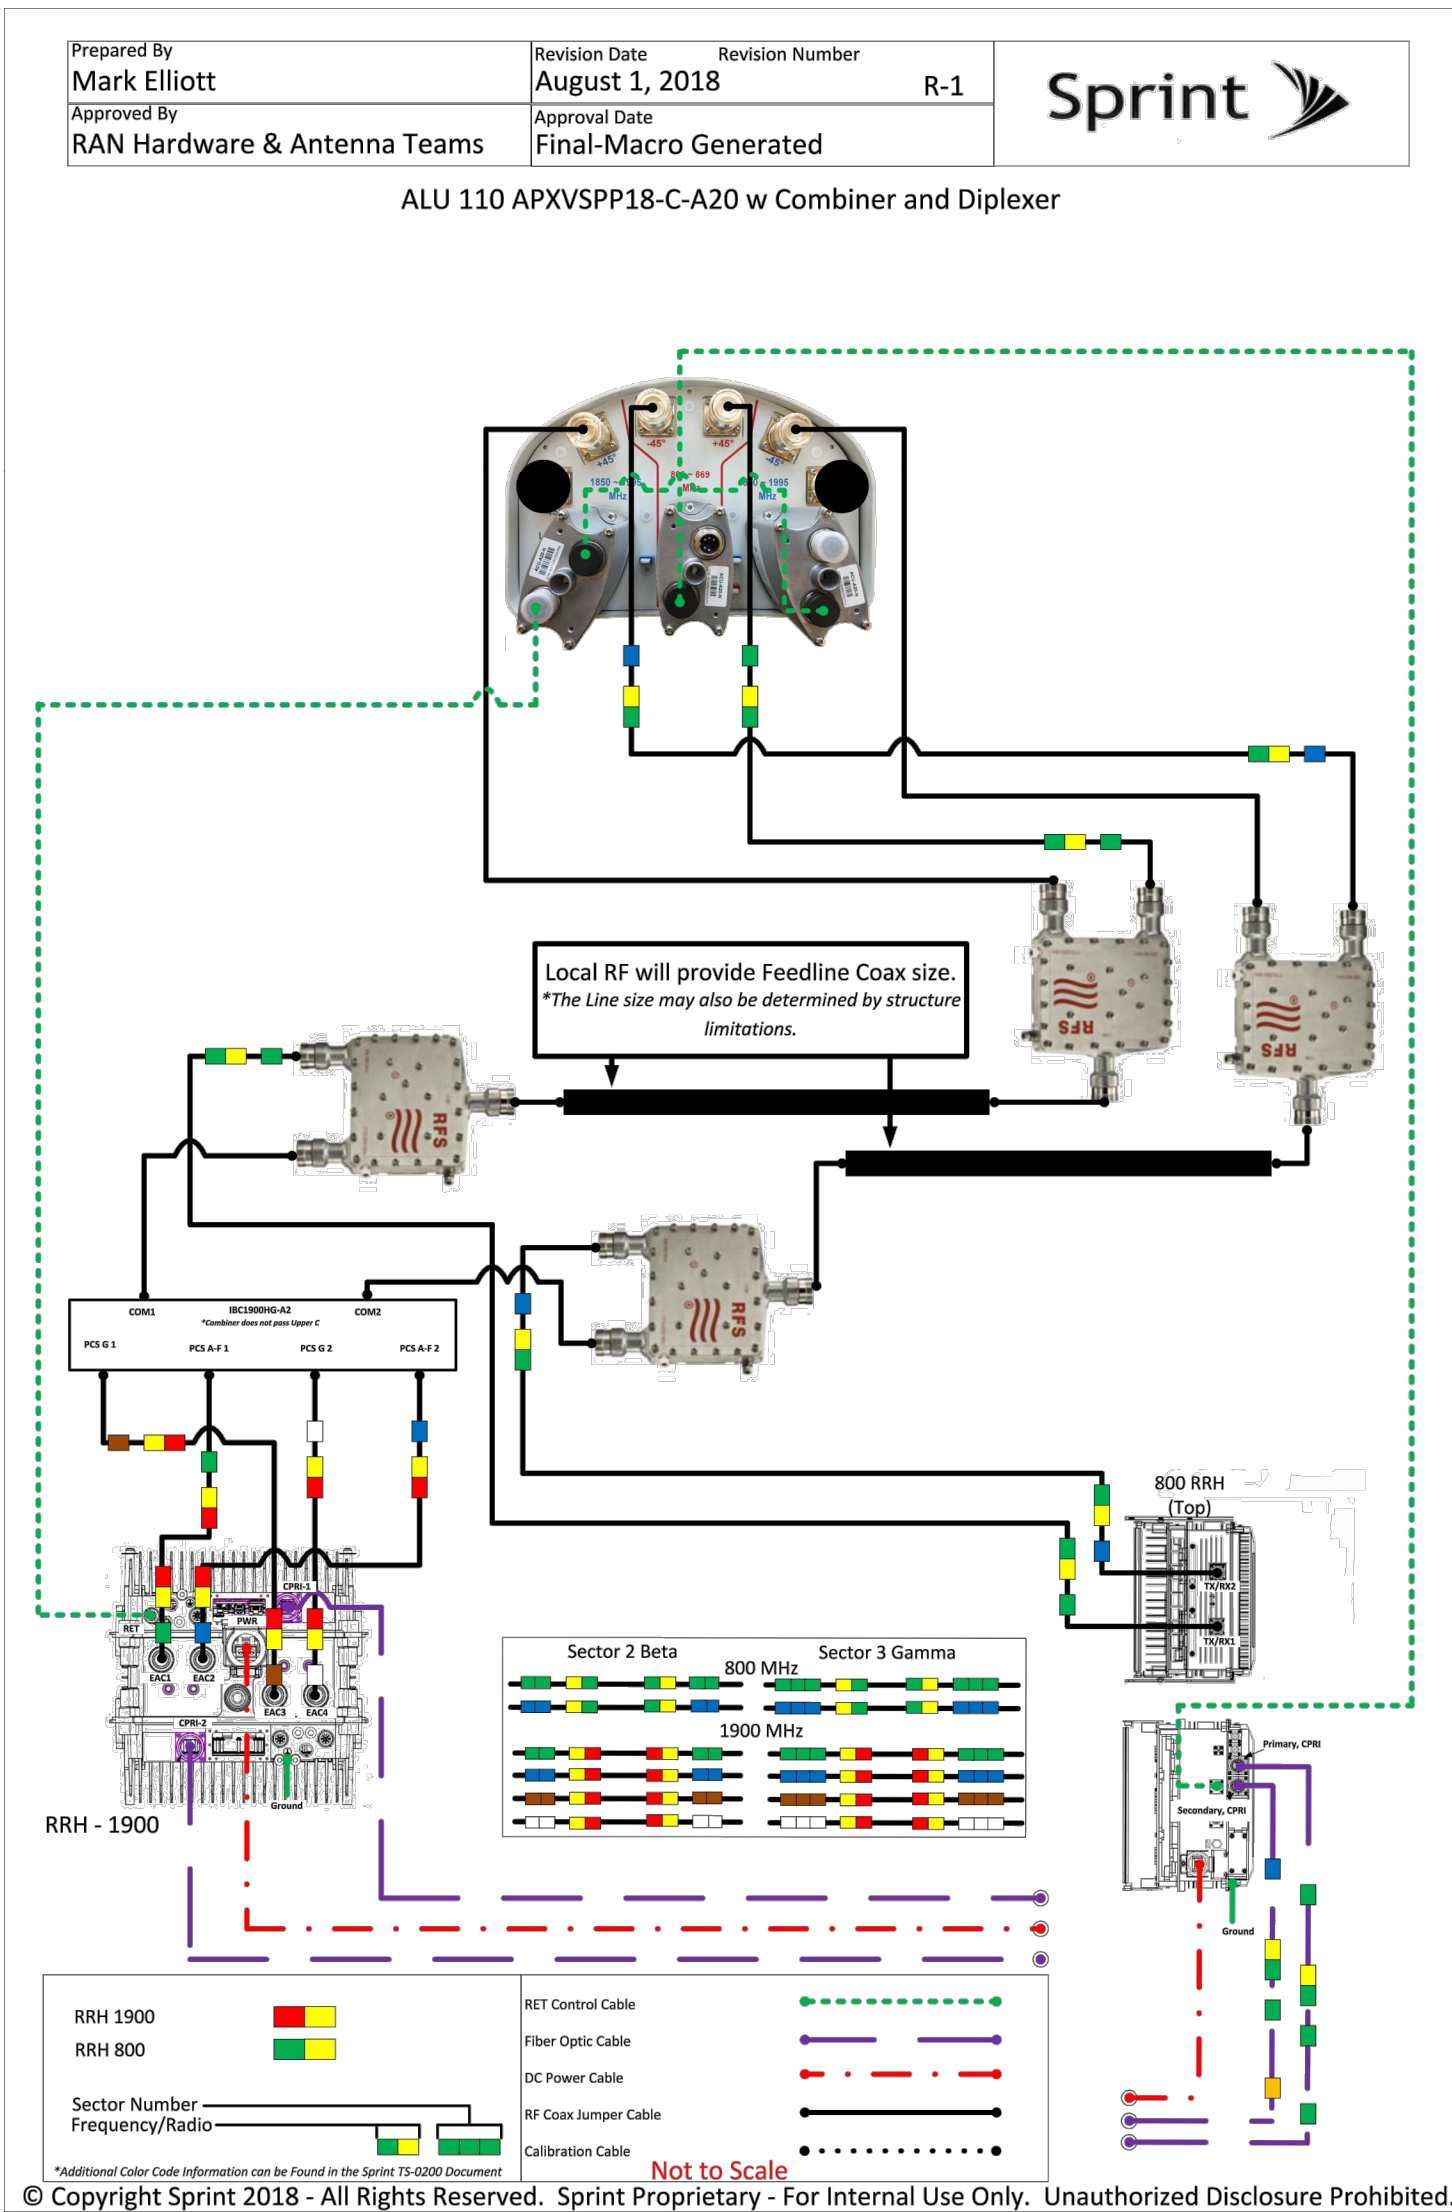 Prepared By
Mark Elliott
Revision Date
Revision Number
August 1, 2018
R-1
Approved By
RAN Hardware & Antenna Teams
Approval Date
Final-Macro Generated
Sprint
ALU 110 APXVSPP18-C-A20 w Combiner and Diplexer
-45°
+45°
+45°
-45°
MHz
MHz
MHz
ACU-A20-N
ACU-A20-N
ACU-A20-N
Local RF will provide Feedline Coax size.
*The Line size may also be determined by structure
limitations.
RFS
RFS
RFS
RFS
COM1
IBC1900HG-A2
COM2
*Combiner does not pass Upper C
PCS G 1
PCS A-F 1
PCS G 2
PCS A-F 2
800 RRH
(Top)
TX/RX2
TX/RX1
CPRI-1
RET
PWR
EAC1
EAC2
EAC3
EAC4
CPRI-2
Ground
RRH - 1900
Sector 2 Beta
Sector 3 Gamma
800 MHz
1900 MHz
Primary, CPRI
Secondary, CPRI
Ground
RRH 1900
RRH 800
Sector Number
Frequency/Radio
*Additional Color Code Information can be Found in the Sprint TS-0200 Document
RET Control Cable
Fiber Optic Cable
DC Power Cable
RF Coax Jumper Cable
Calibration Cable
Not to Scale
© Copyright Sprint 2018 - All Rights Reserved. Sprint Proprietary - For Internal Use Only. Unauthorized Disclosure Prohibited.